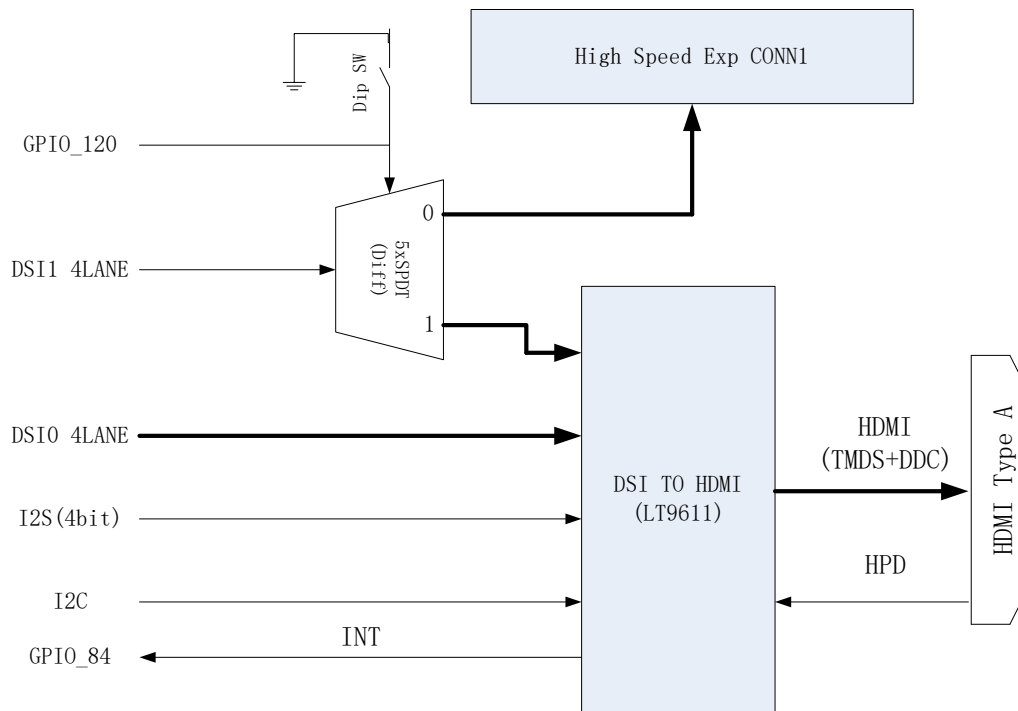 High Speed Exp CONN1
Dip SW
GPIO_120
0
5xSPDT
(Diff)
DSI1 4LANE
1
DSI0 4LANE
HDMI
(TMDS+DDC)
HDMI Type A
DSI TO HDMI
(LT9611)
I2S(4bit)
HPD
I2C
INT
GPIO_84